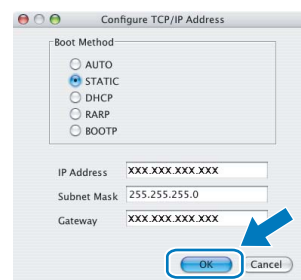 Configure TCP/IP Address
Boot Method
AUTO
STATIC
DHCP
RARP
BOOTP
IP Address XXX.XXX.XXX.XXX
Subnet Mask 255.255.255.0
Gateway XXX.XXX.XXX.XXX
OK Cancel